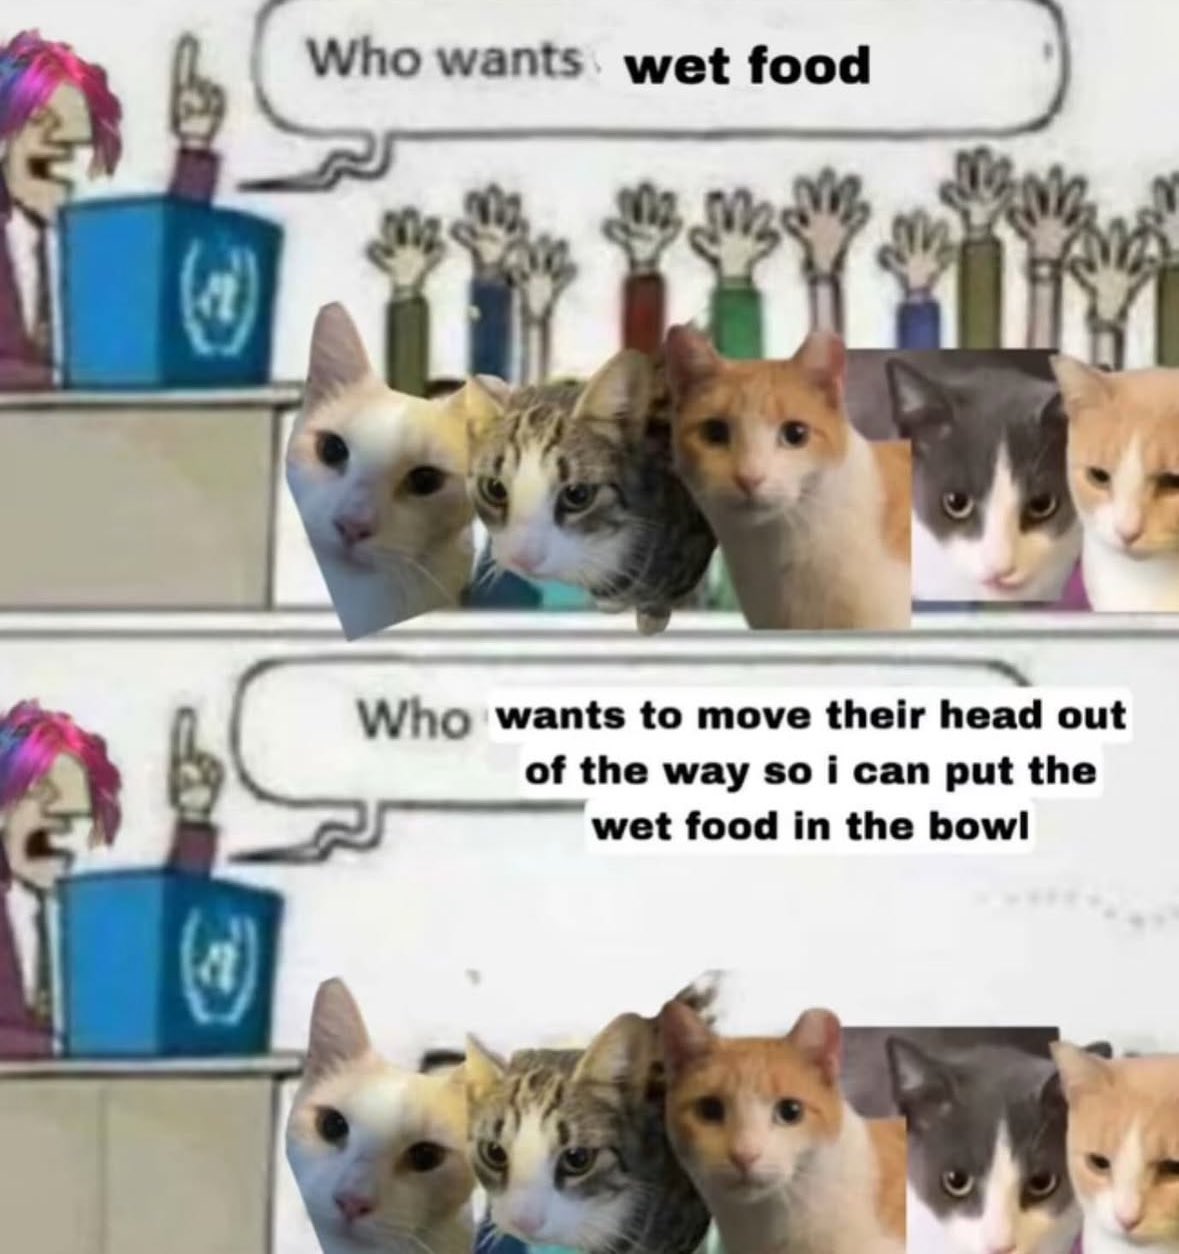 Who wants wet food
Who wants to move their head out
of the way so i can put the
wet food in the bowl